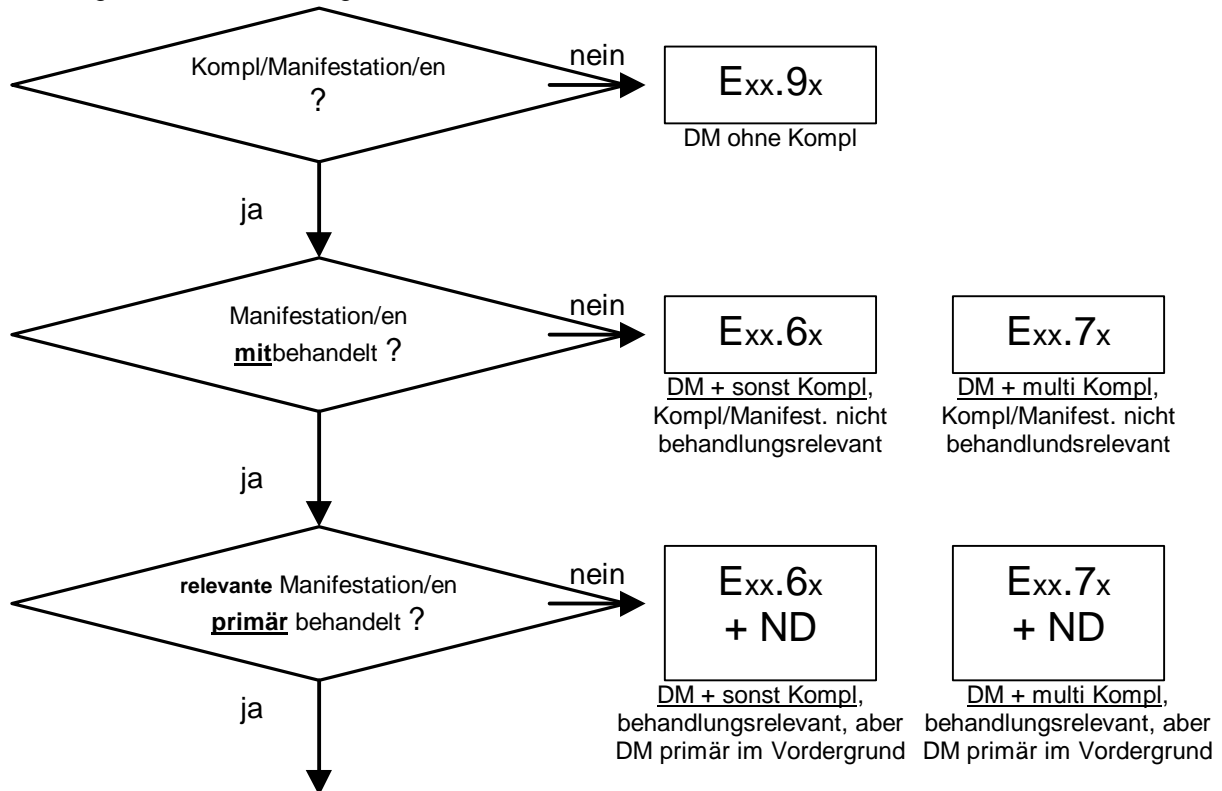 Kompl/Manifestation/en
?
nein
Exx.9x
DM ohne Kompl
ja
Manifestation/en
mitbehandelt ?
nein
Exx.6x
DM + sonst Kompl,
Kompl/Manifest. nicht
behandlungsrelevant
Exx.7x
DM + multi Kompl,
Kompl/Manifest. nicht
behandlundsrelevant
ja
relevante Manifestation/en
primär behandelt ?
nein
Exx.6x
+ ND
DM + sonst Kompl,
behandlungsrelevant, aber
DM primär im Vordergrund
Exx.7x
+ ND
DM + multi Kompl,
behandlungsrelevant, aber
DM primär im Vordergrund
ja